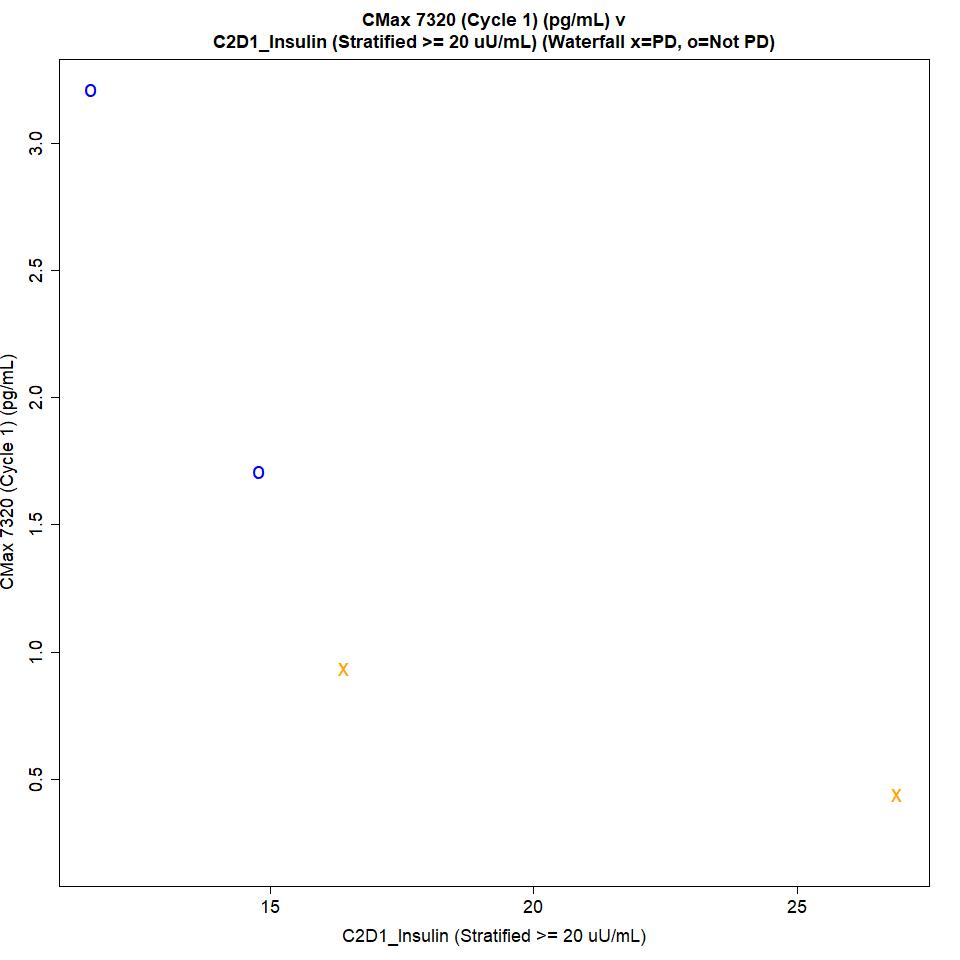 CMax 7320 (Cycle 1) (pg/mL) v
C2D1_Insulin (Stratified >= 20 uU/mL) (Waterfall x=PD, o=Not PD)
CMax 7320 (Cycle 1) (pg/mL)
3.0
2.5
2.0
1.5
1.0
0.5
O
O
X
X
15
20
25
C2D1_Insulin (Stratified >= 20 uU/mL)